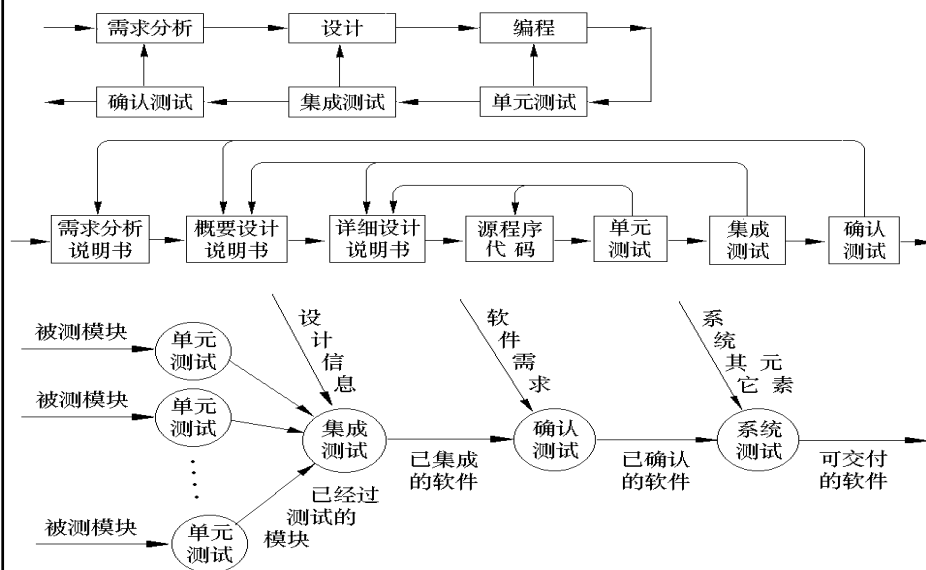 需求分析
设计
编程
确认测试
集成测试
单元测试
需求分析
说明书
概要设计
说明书
详细设计
说明书
源程序
代 码
单元
测试
集成
测试
确认
测试
被测模块
单元
测试
被测模块
单元
测试
被测模块
单元
测试
设计信息
集成
测试
已经过
测试的
模块
已集成
的软件
软件需求
确认
测试
已确认
的软件
系统其它元素
系统
测试
可交付
的软件